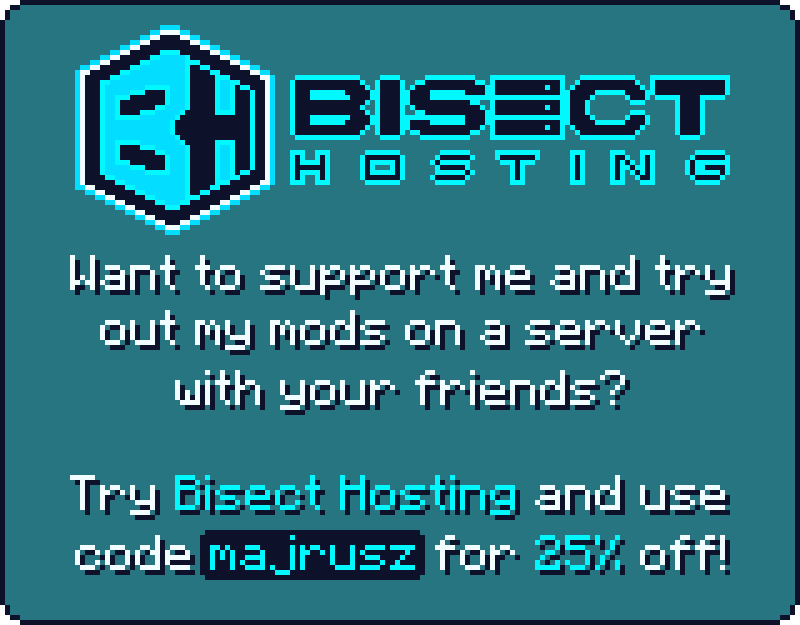 BH
BISECT
HOSTING
Want to support me and try
out my mods on a server
with your friends?
Try Bisect Hosting and use
code majrusz for 25% off!